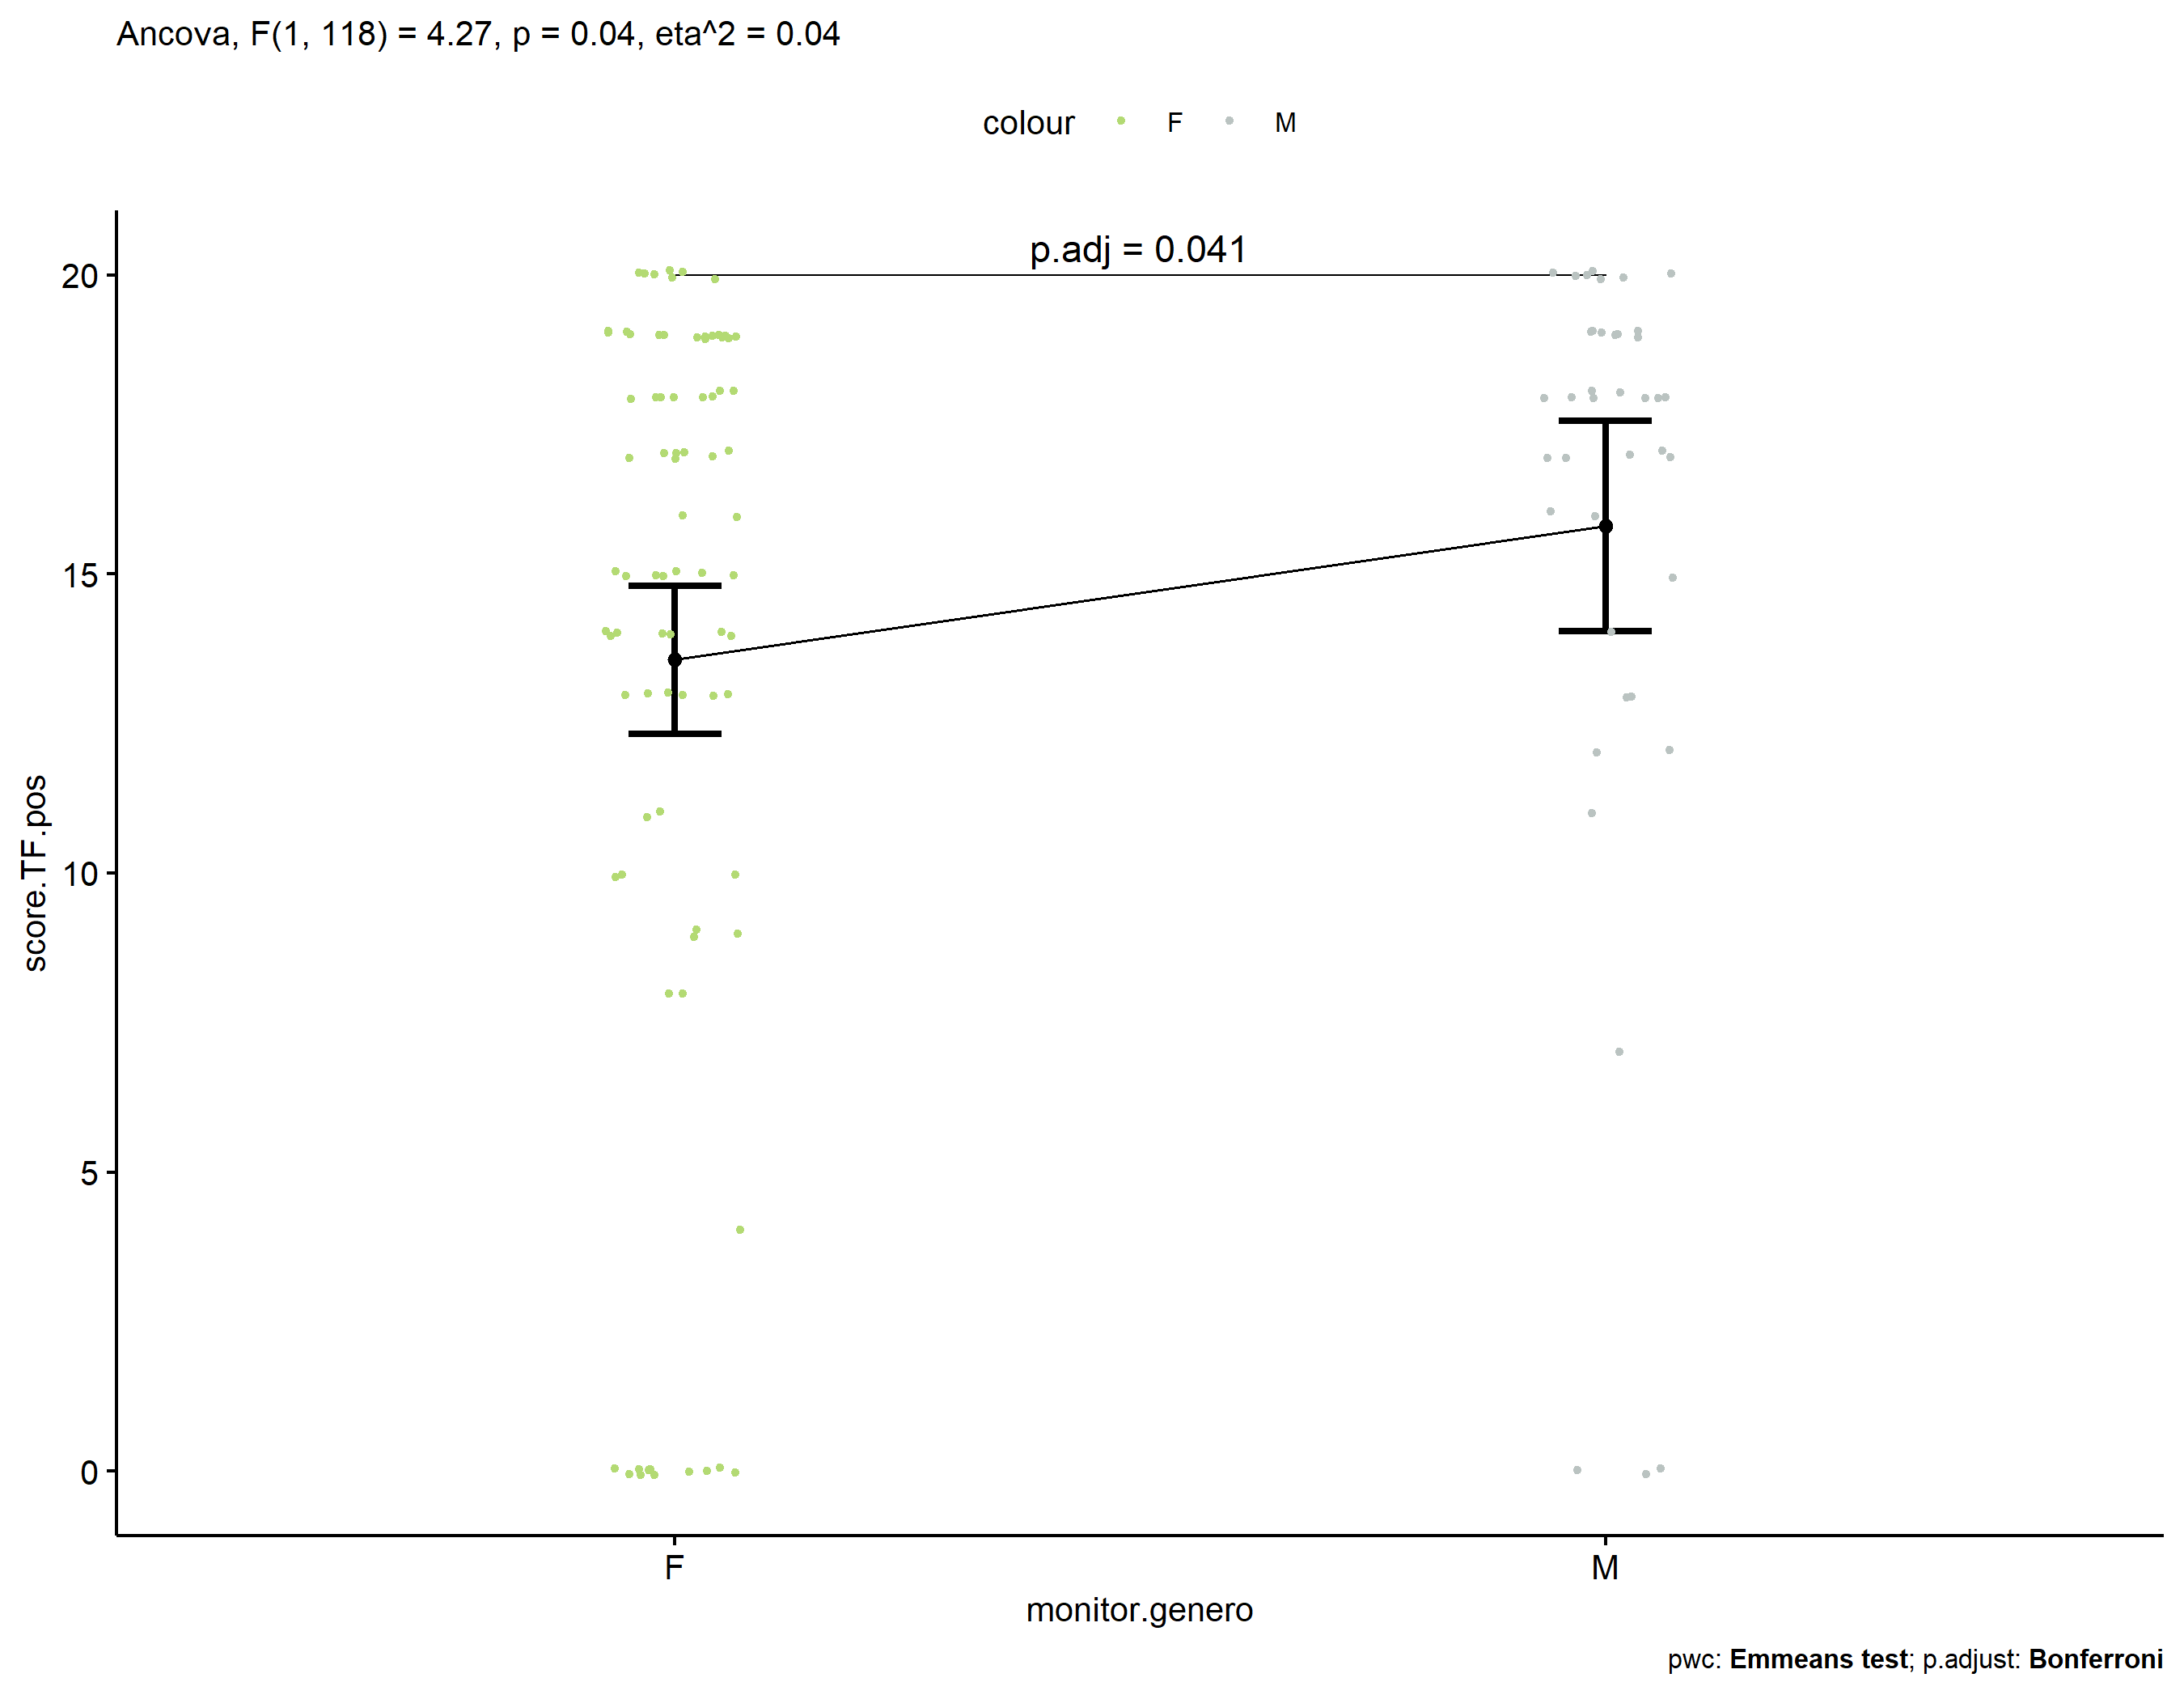 Ancova, F(1, 118) = 4.27, p = 0.04, eta^2 = 0.04
colour F M
p.adj = 0.041
20
15
10
5
0
score.TF.pos
F M
monitor.genero
pwc: Emmeans test; p.adjust: Bonferroni